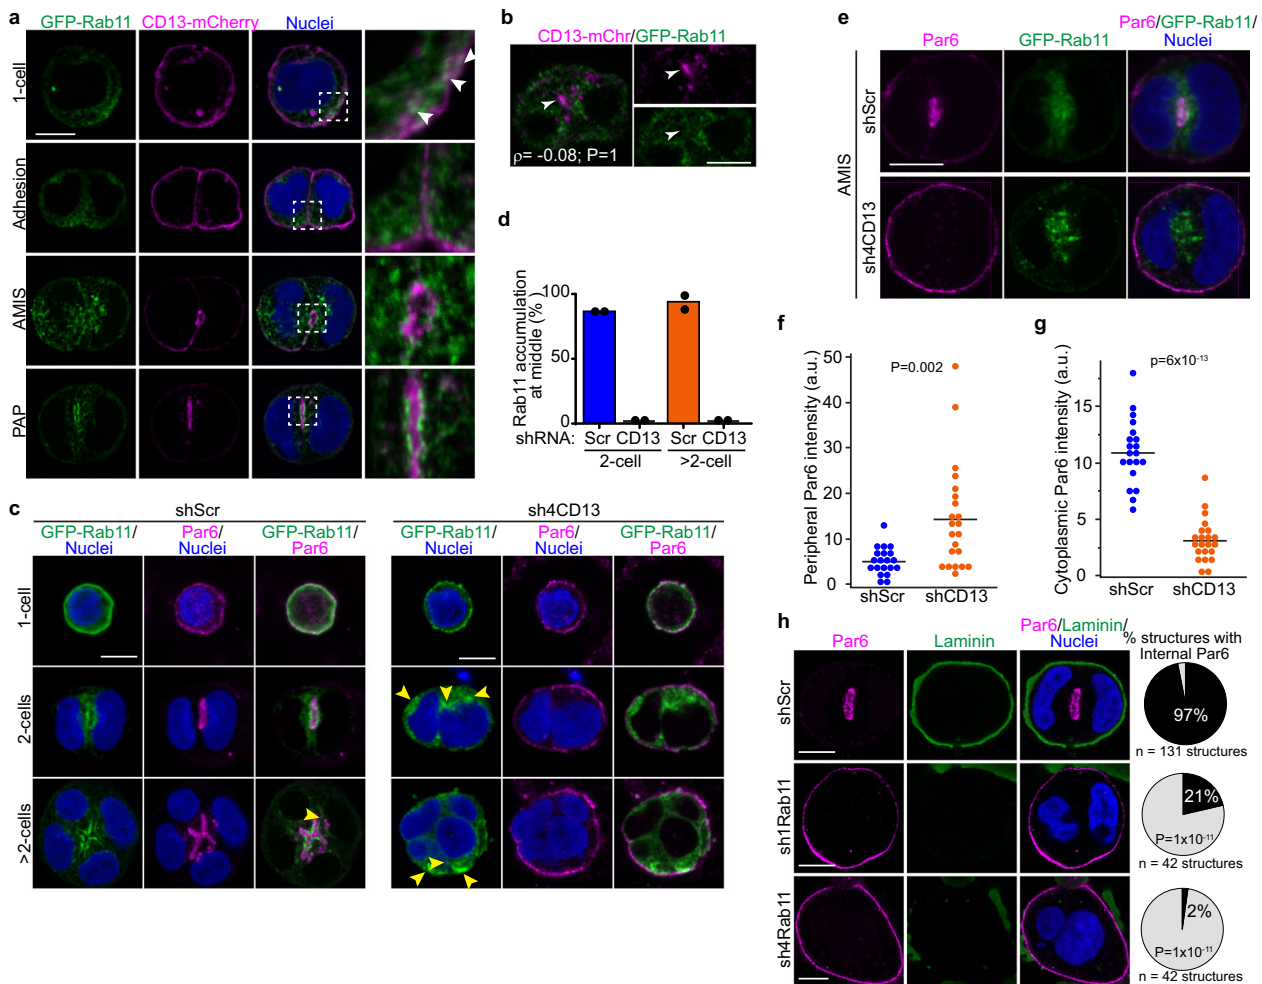 a
GFP-Rab11 CD13-mCherry Nuclei
1-cell
Adhesion
AMIS
PAP
b
CD13-mChr/GFP-Rab11
ρ= -0.08; P=1
c
shScr
GFP-Rab11/ Nuclei
Par6/ Nuclei
GFP-Rab11/ Par6
sh4CD13
GFP-Rab11/ Nuclei
Par6/ Nuclei
GFP-Rab11/ Par6
1-cell
2-cells
>2-cells
d
Rab11 accumulation
at middle (%)
100
50
0
shRNA: Scr CD13 Scr CD13
2-cell >2-cell
e
Par6 GFP-Rab11 Par6/GFP-Rab11/
Nuclei
AMIS
shScr
sh4CD13
f
Peripheral Par6 intensity (a.u.)
50
40
30
20
10
0
P=0.002
shScr shCD13
g
Cytoplasmic Par6 intensity (a.u.)
15
10
5
0
p=6x10⁻¹³
shScr shCD13
h
Par6 Laminin Par6/Laminin/
Nuclei
% structures with
Internal Par6
shScr
97%
n = 131 structures
sh1Rab11
21%
P=1x10⁻¹¹
n = 42 structures
sh4Rab11
2%
P=1x10⁻¹¹
n = 42 structures